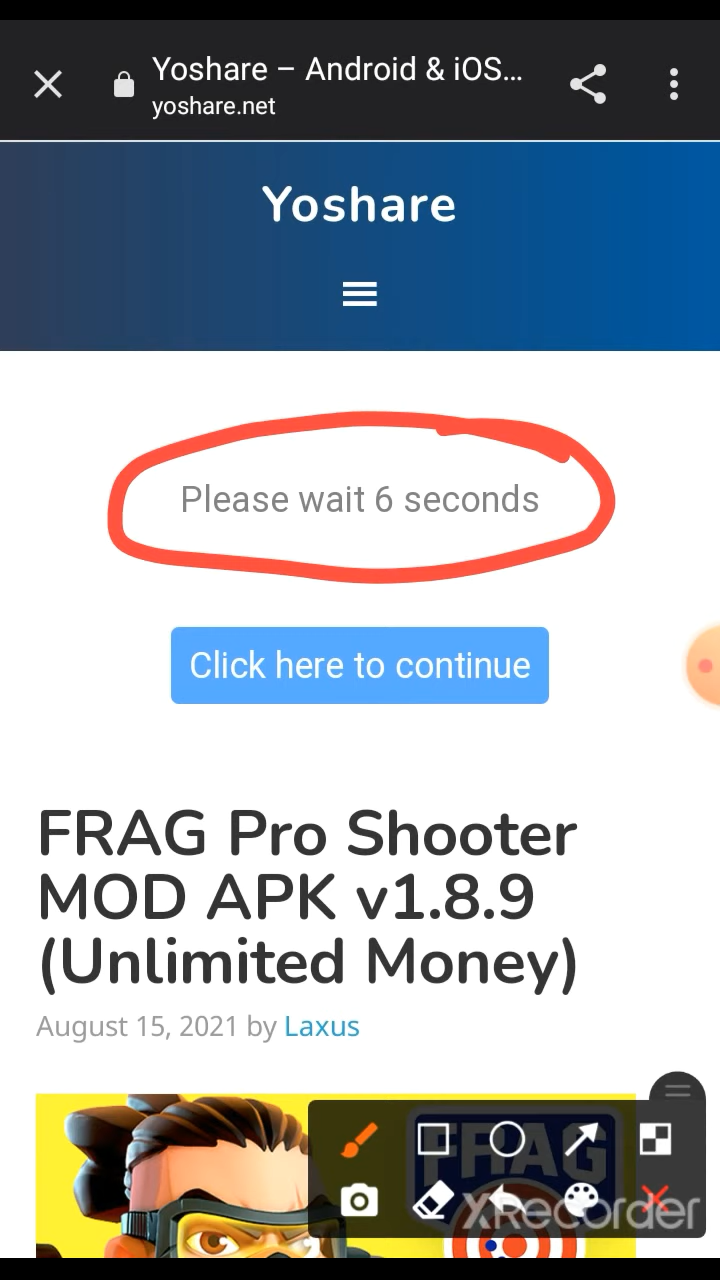 Yoshare – Android & iOS...
yoshare.net
Yoshare
Please wait 6 seconds
Click here to continue
FRAG Pro Shooter
MOD APK v1.8.9
(Unlimited Money)
August 15, 2021 by Laxus
FRAG
XRecorder